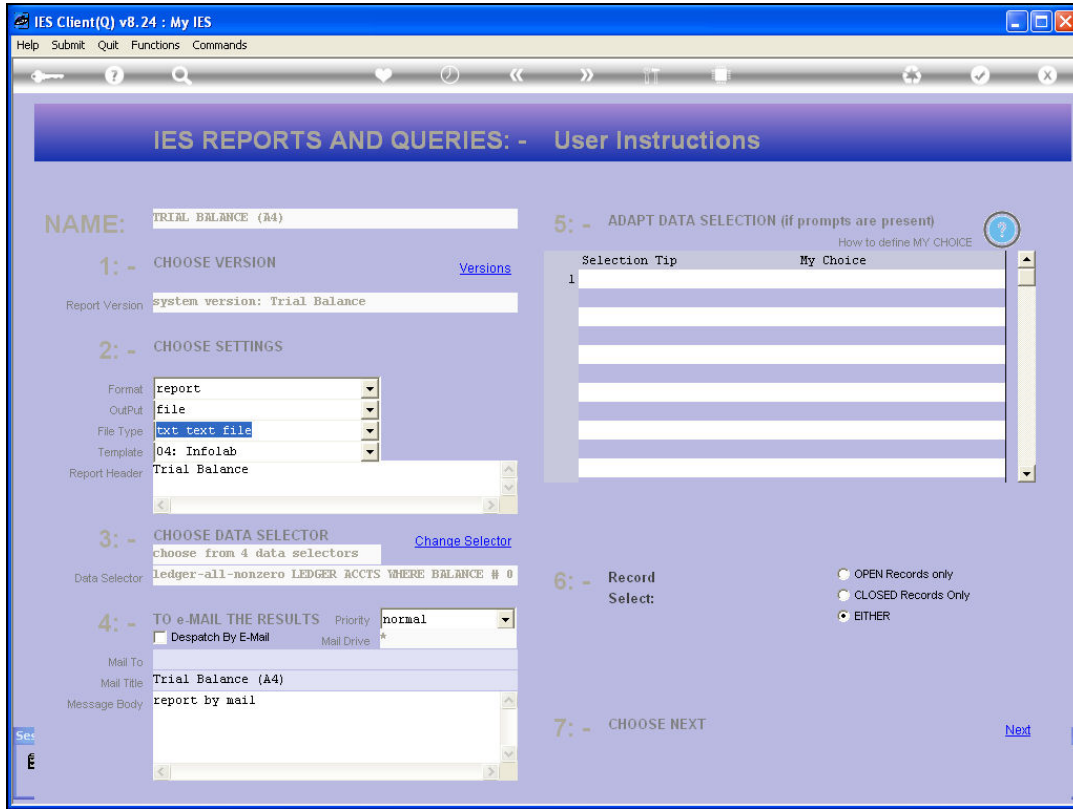 IES Client(Q) v8.24 : My IES
Help Submit Quit Functions Commands
IES REPORTS AND QUERIES: - User Instructions
NAME: TRIAL BALANCE (A4)
1: - CHOOSE VERSION Versions
Report Version system version: Trial Balance
2: - CHOOSE SETTINGS
Format report
OutPut file
File Type txt text file
Template 04: Infolab
Report Header Trial Balance
3: - CHOOSE DATA SELECTOR Change Selector
choose from 4 data selectors
Data Selector ledger-all-nonzero LEDGER ACCTS WHERE BALANCE # 0
4: - TO e-MAIL THE RESULTS Priority normal
Despatch By E-Mail Mail Drive *
Mail To
Mail Title Trial Balance (A4)
Message Body report by mail
5: - ADAPT DATA SELECTION (if prompts are present)
How to define MY CHOICE ?
Selection Tip My Choice
1
6: - Record Select:
OPEN Records only
CLOSED Records Only
EITHER
7: - CHOOSE NEXT Next
Ses